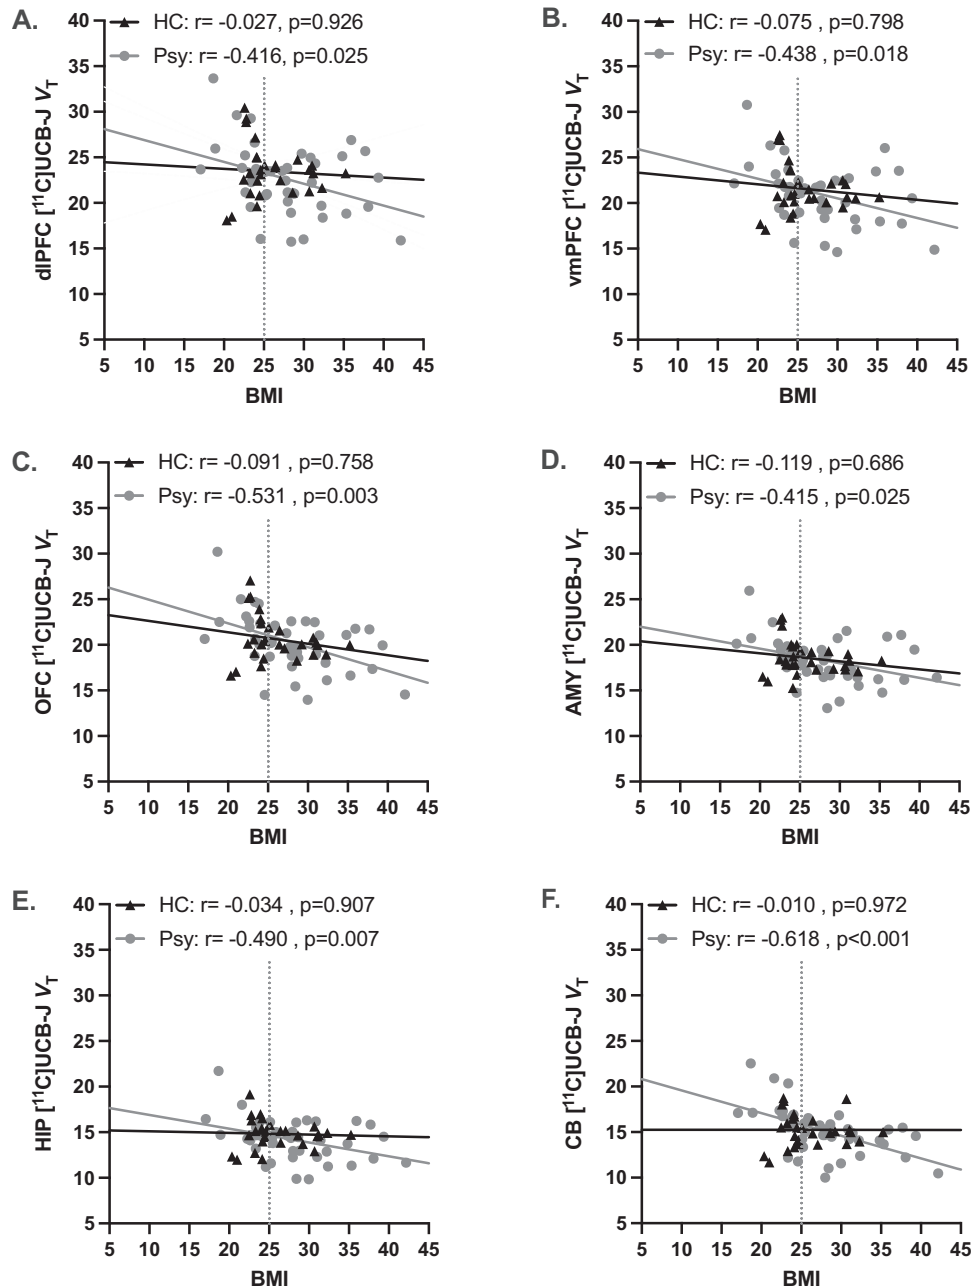 A.
HC: r= -0.027, p=0.926
Psy: r= -0.416, p=0.025
dlPFC [¹¹C]UCB-J VT
40
35
30
25
20
15
10
5
5 10 15 20 25 30 35 40 45
BMI
B.
HC: r= -0.075 , p=0.798
Psy: r= -0.438 , p=0.018
vmPFC [¹¹C]UCB-J VT
40
35
30
25
20
15
10
5
5 10 15 20 25 30 35 40 45
BMI
C.
HC: r= -0.091 , p=0.758
Psy: r= -0.531 , p=0.003
OFC [¹¹C]UCB-J VT
40
35
30
25
20
15
10
5
5 10 15 20 25 30 35 40 45
BMI
D.
HC: r= -0.119 , p=0.686
Psy: r= -0.415 , p=0.025
AMY [¹¹C]UCB-J VT
40
35
30
25
20
15
10
5
5 10 15 20 25 30 35 40 45
BMI
E.
HC: r= -0.034 , p=0.907
Psy: r= -0.490 , p=0.007
HIP [¹¹C]UCB-J VT
40
35
30
25
20
15
10
5
5 10 15 20 25 30 35 40 45
BMI
F.
HC: r= -0.010 , p=0.972
Psy: r= -0.618 , p<0.001
CB [¹¹C]UCB-J VT
40
35
30
25
20
15
10
5
5 10 15 20 25 30 35 40 45
BMI